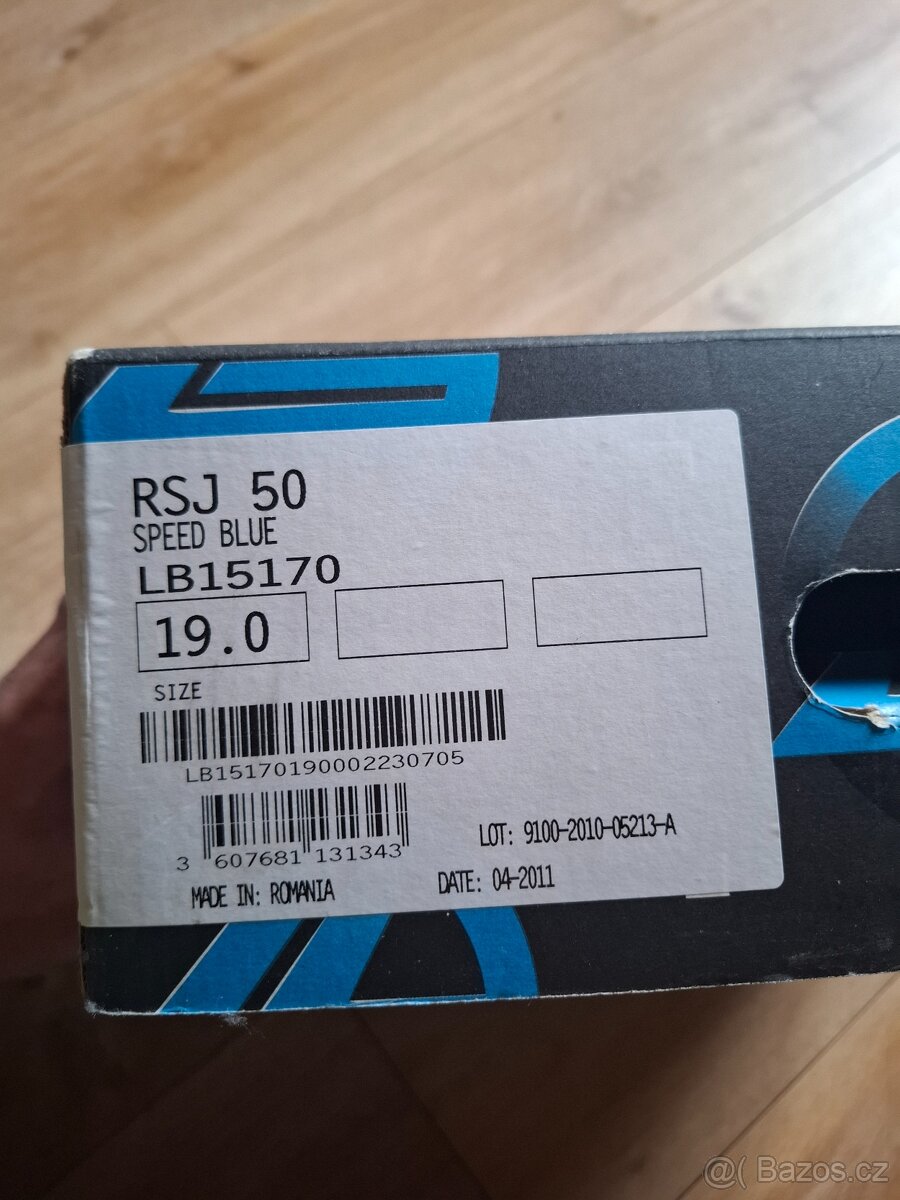 RSJ 50
SPEED BLUE
LB15170
19.0
SIZE
LB15170190002230705
3 607681 131343
LOT: 9100-2010-05213-A
MADE IN: ROMANIA
DATE: 04-2011
@( Bazos.cz